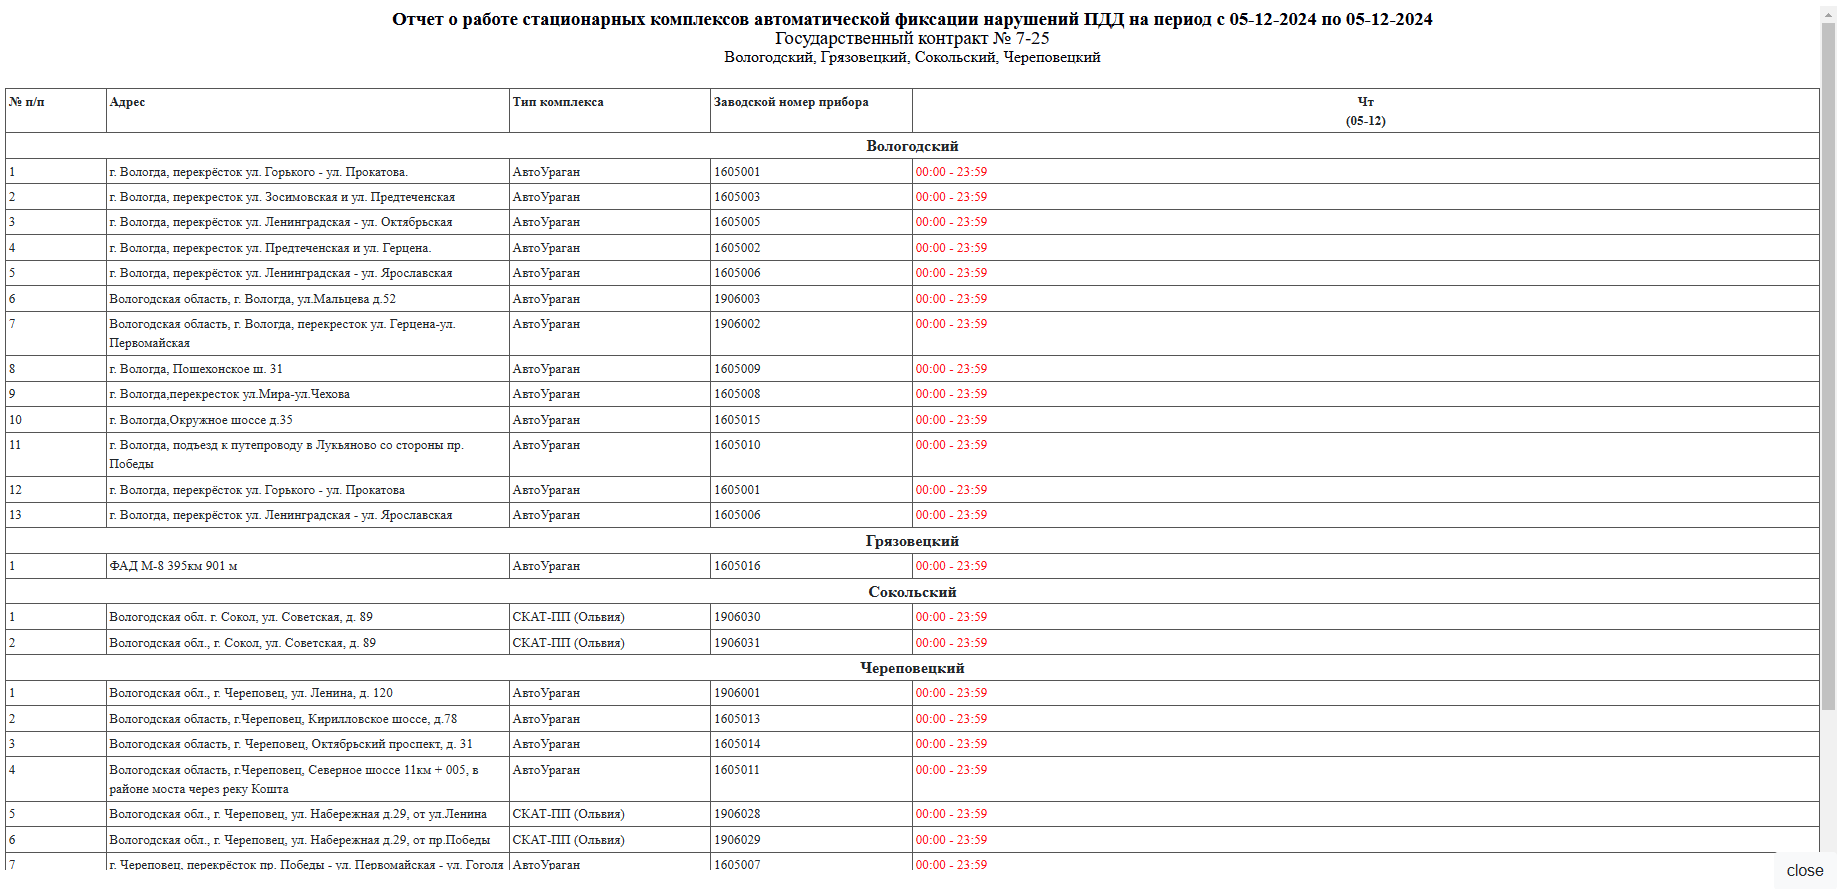 Отчет о работе стационарных комплексов автоматической фиксации нарушений ПДД на период с 05-12-2024 по 05-12-2024
Государственный контракт № 7-25
Вологодский, Грязовецкий, Сокольский, Череповецкий
№ п/п Адрес Тип комплекса Заводской номер прибора Чт
(05-12)
Вологодский
1 г. Вологда, перекрёсток ул. Горького - ул. Прокатова. АвтоУраган 1605001 00:00 - 23:59
2 г. Вологда, перекресток ул. Зосимовская и ул. Предтеченская АвтоУраган 1605003 00:00 - 23:59
3 г. Вологда, перекрёсток ул. Ленинградская - ул. Октябрьская АвтоУраган 1605005 00:00 - 23:59
4 г. Вологда, перекресток ул. Предтеченская и ул. Герцена. АвтоУраган 1605002 00:00 - 23:59
5 г. Вологда, перекрёсток ул. Ленинградская - ул. Ярославская АвтоУраган 1605006 00:00 - 23:59
6 Вологодская область, г. Вологда, ул.Мальцева д.52 АвтоУраган 1906003 00:00 - 23:59
7 Вологодская область, г. Вологда, перекресток ул. Герцена-ул. АвтоУраган 1906002 00:00 - 23:59
Первомайская
8 г. Вологда, Пошехонское ш. 31 АвтоУраган 1605009 00:00 - 23:59
9 г. Вологда,перекресток ул.Мира-ул.Чехова АвтоУраган 1605008 00:00 - 23:59
10 г. Вологда,Окружное шоссе д.35 АвтоУраган 1605015 00:00 - 23:59
11 г. Вологда, подъезд к путепроводу в Лукьяново со стороны пр. АвтоУраган 1605010 00:00 - 23:59
Победы
12 г. Вологда, перекрёсток ул. Горького - ул. Прокатова АвтоУраган 1605001 00:00 - 23:59
13 г. Вологда, перекрёсток ул. Ленинградская - ул. Ярославская АвтоУраган 1605006 00:00 - 23:59
Грязовецкий
1 ФАД М-8 395км 901 м АвтоУраган 1605016 00:00 - 23:59
Сокольский
1 Вологодская обл. г. Сокол, ул. Советская, д. 89 СКАТ-ПП (Ольвия) 1906030 00:00 - 23:59
2 Вологодская обл., г. Сокол, ул. Советская, д. 89 СКАТ-ПП (Ольвия) 1906031 00:00 - 23:59
Череповецкий
1 Вологодская обл., г. Череповец, ул. Ленина, д. 120 АвтоУраган 1906001 00:00 - 23:59
2 Вологодская область, г.Череповец, Кирилловское шоссе, д.78 АвтоУраган 1605013 00:00 - 23:59
3 Вологодская область, г. Череповец, Октябрьский проспект, д. 31 АвтоУраган 1605014 00:00 - 23:59
4 Вологодская область, г.Череповец, Северное шоссе 11км + 005, в АвтоУраган 1605011 00:00 - 23:59
районе моста через реку Кошта
5 Вологодская обл., г. Череповец, ул. Набережная д.29, от ул.Ленина СКАТ-ПП (Ольвия) 1906028 00:00 - 23:59
6 Вологодская обл., г. Череповец, ул. Набережная д.29, от пр.Победы СКАТ-ПП (Ольвия) 1906029 00:00 - 23:59
7 г. Череповец, перекрёсток пр. Победы - ул. Первомайская - ул. Гоголя АвтоУраган 1605007 00:00 - 23:59
close